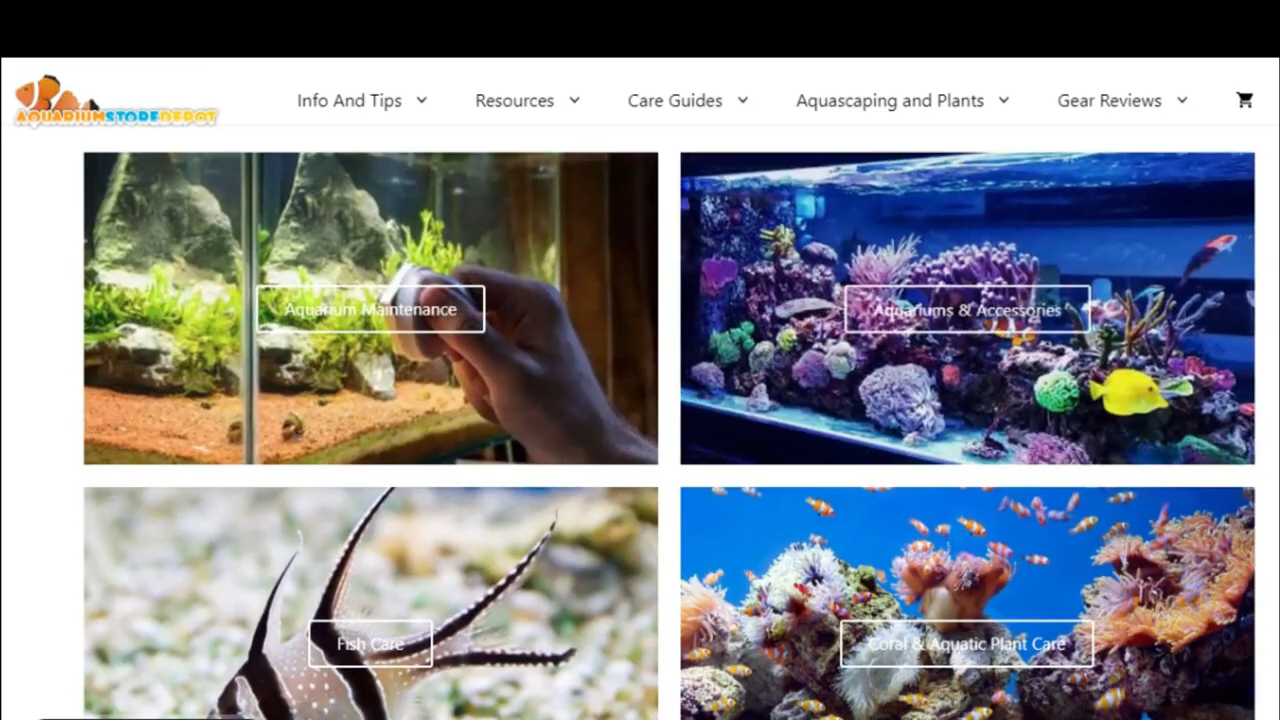 AQUARIUMSTOREDEPOT
Info And Tips
Resources
Care Guides
Aquascaping and Plants
Gear Reviews
Aquarium Maintenance
Aquariums & Accessories
Fish Care
Coral & Aquatic Plant Care